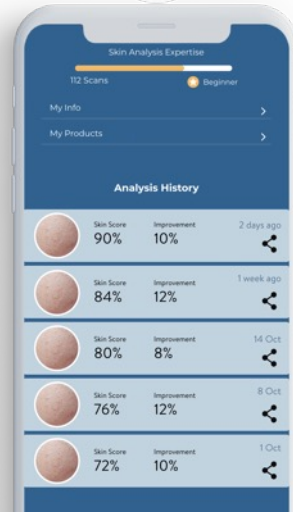 Skin Analysis Expertise
112 Scans Beginner
My Info
My Products
Analysis History
Skin Score Improvement 2 days ago
90% 10%
Skin Score Improvement 1 week ago
84% 12%
Skin Score Improvement 14 Oct
80% 8%
Skin Score Improvement 8 Oct
76% 12%
Skin Score Improvement 1 Oct
72% 10%